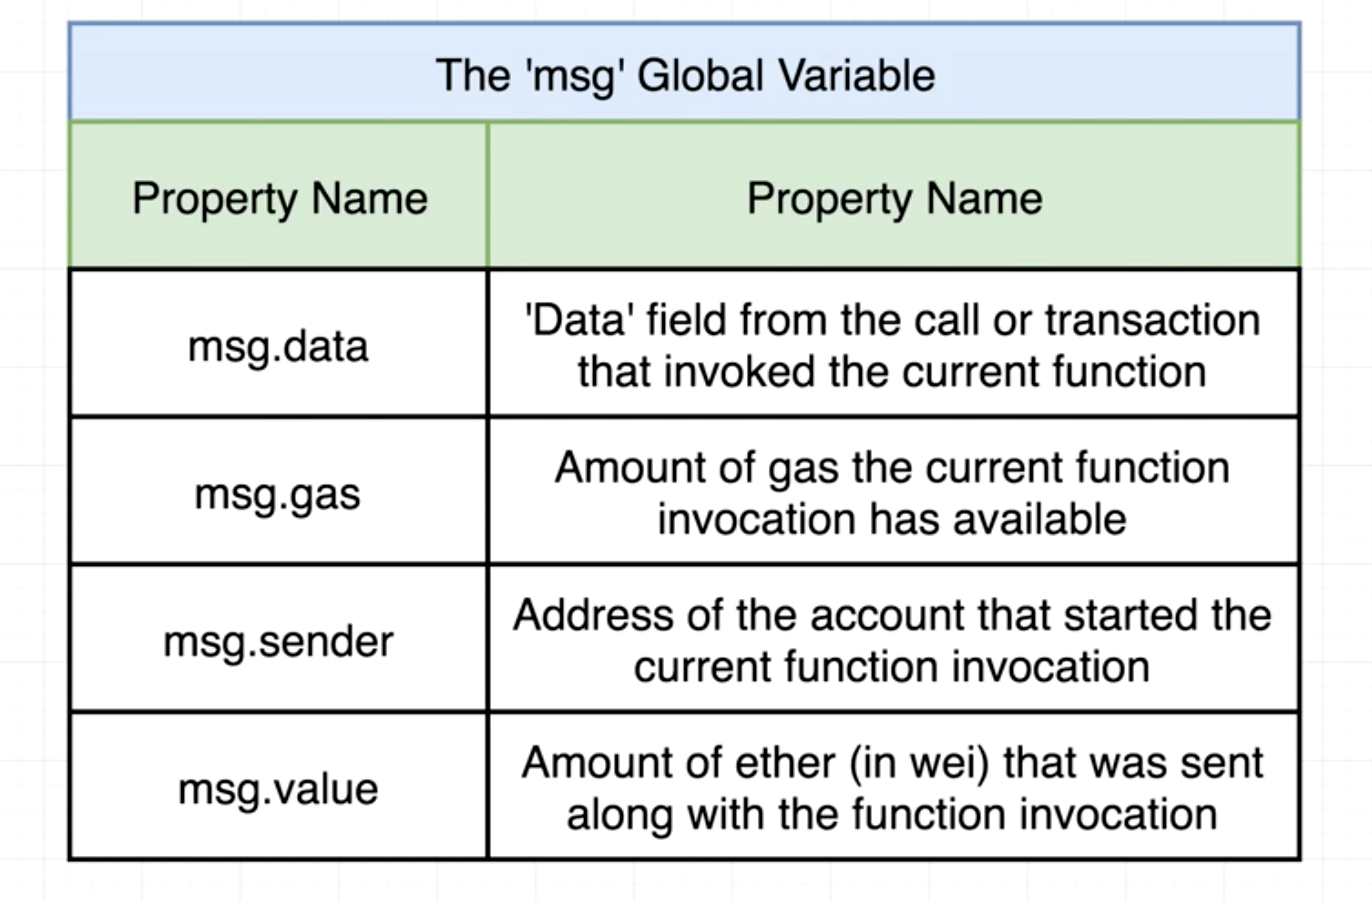 The 'msg' Global Variable
Property Name
Property Name
msg.data
'Data' field from the call or transaction
that invoked the current function
msg.gas
Amount of gas the current function
invocation has available
msg.sender
Address of the account that started the
current function invocation
msg.value
Amount of ether (in wei) that was sent
along with the function invocation